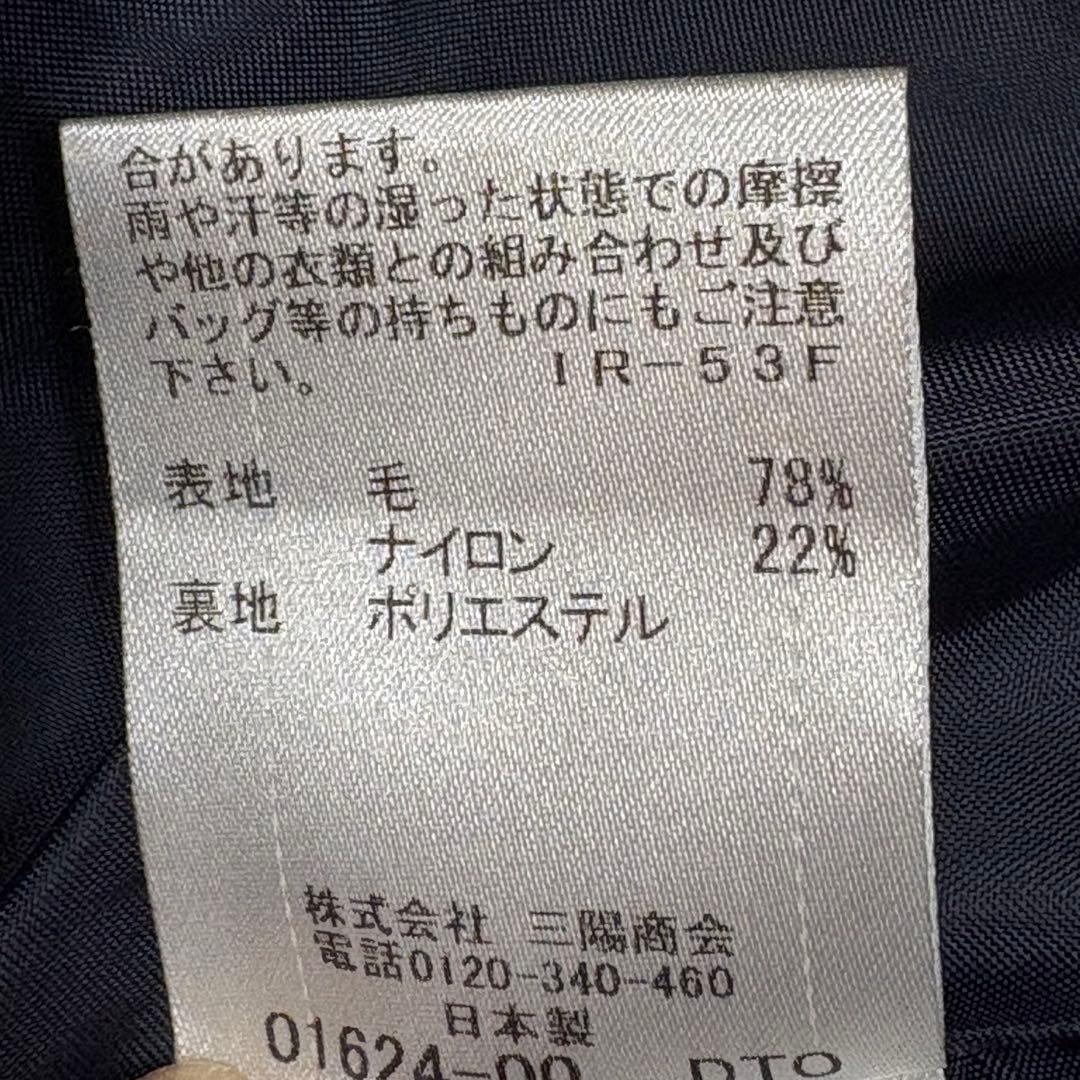 合があります。
雨や汗等の湿った状態での摩擦
や他の衣類との組み合わせ及び
バッグ等の持ちものにもご注意
下さい。 IR-53F
表地 毛 78%
ナイロン 22%
裏地 ポリエステル
株式会社 三陽商会
電話0120-340-460
日本製
01624-00